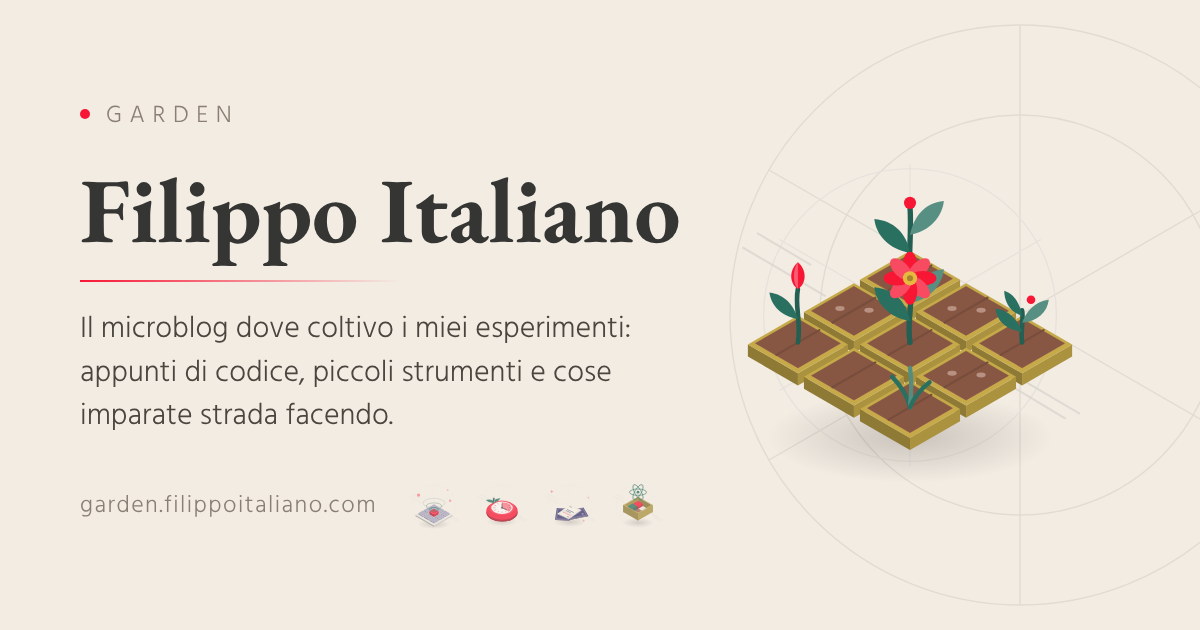 GARDEN
Filippo Italiano
Il microblog dove coltivo i miei esperimenti:
appunti di codice, piccoli strumenti e cose
imparate strada facendo.
garden.filippoitaliano.com